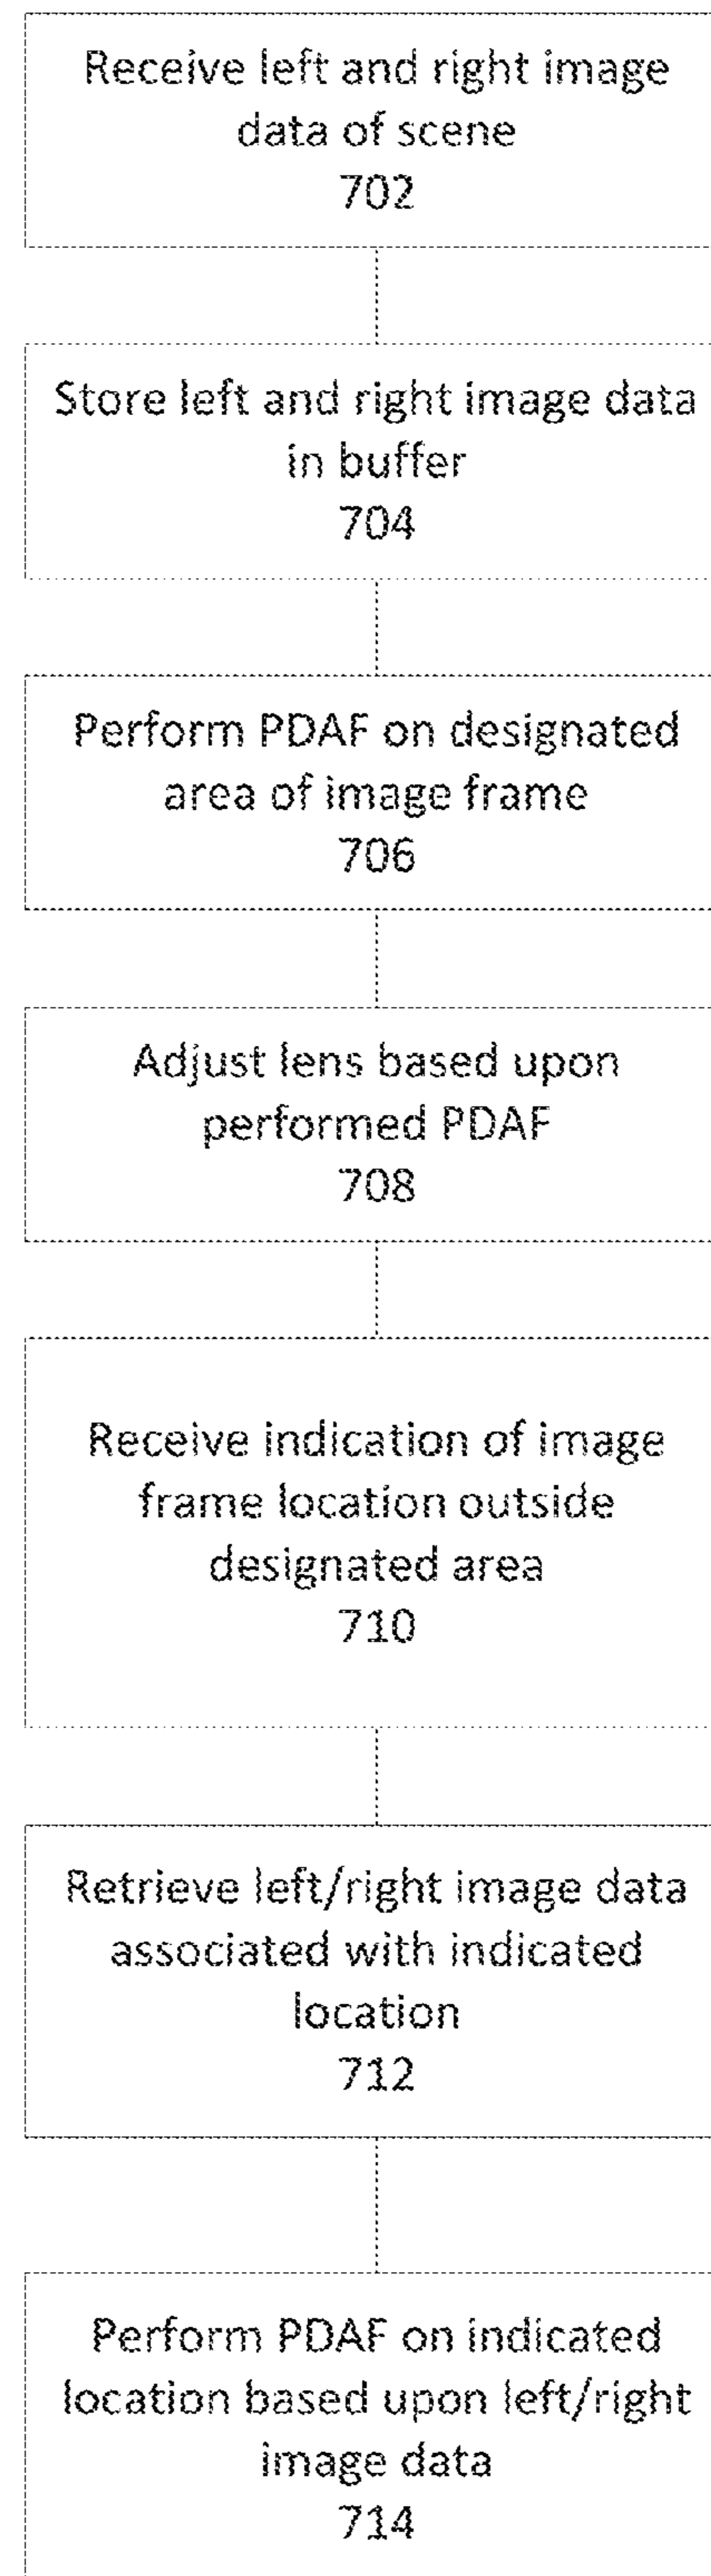 Receive left and right image
data of scene
702
Store left and right image data
in buffer
704
Perform PDAF on designated
area of image frame
706
Adjust lens based upon
performed PDAF
708
Receive indication of image
frame location outside
designated area
710
Retrieve left/right image data
associated with indicated
location
712
Perform PDAF on indicated
location based upon left/right
image data
714